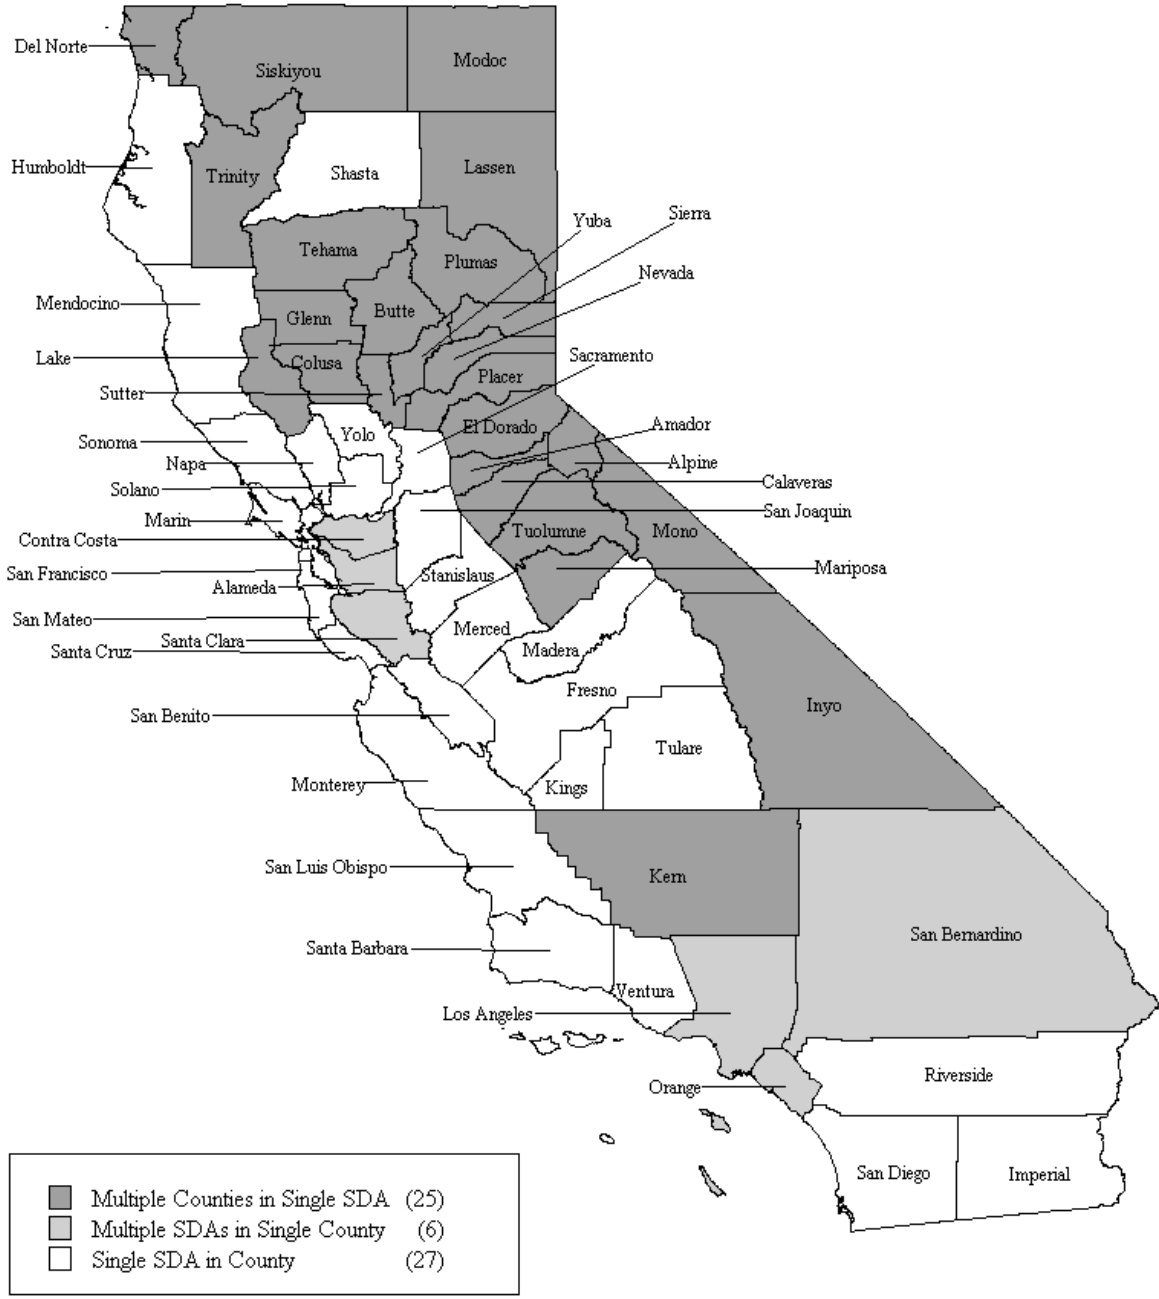 Del Norte
Siskiyou
Modoc
Humboldt
Trinity
Shasta
Lassen
Yuba
Sierra
Tehama
Plumas
Nevada
Mendocino
Glenn
Butte
Lake
Colusa
Sacramento
Placer
Sutter
El Dorado
Amador
Sonoma
Yolo
Napa
Alpine
Solano
Calaveras
Marin
San Joaquin
Contra Costa
Tuolumne
Mono
San Francisco
Stanislaus
Mariposa
Alameda
San Mateo
Merced
Santa Clara
Santa Cruz
Madera
Fresno
San Benito
Inyo
Tulare
Monterey
Kings
San Luis Obispo
Kern
San Bernardino
Santa Barbara
Ventura
Los Angeles
Orange
Riverside
San Diego
Imperial
Multiple Counties in Single SDA (25)
Multiple SDAs in Single County (6)
Single SDA in County (27)